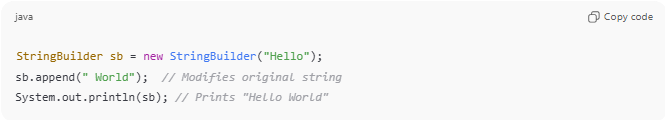 java
Copy code
StringBuilder sb = new StringBuilder("Hello");
sb.append(" World");  // Modifies original string
System.out.println(sb); // Prints "Hello World"